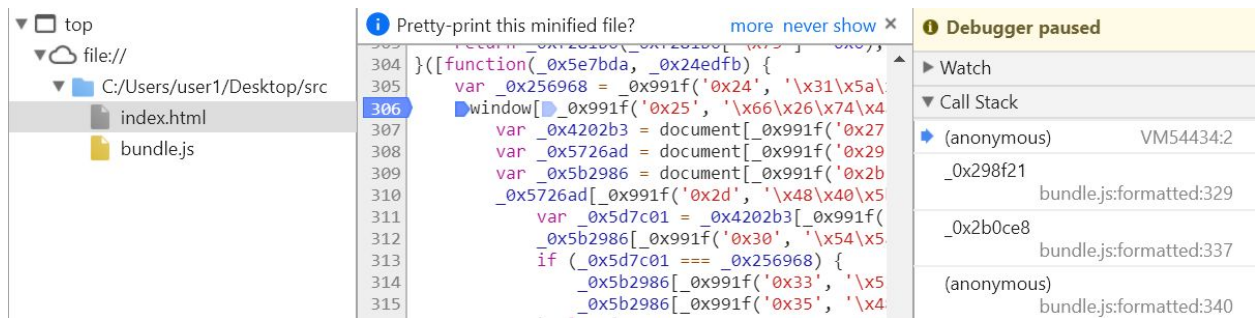 top
file://
C:/Users/user1/Desktop/src
index.html
bundle.js
Pretty-print this minified file?
more never show ×
304 }([function(_0x5e7bda, _0x24edfb) {
305 var _0x256968 = _0x991f('0x24', '\x31\x5a\
306 window[ _0x991f('0x25', '\x66\x26\x74\x4
307 var _0x4202b3 = document[_0x991f('0x27
308 var _0x5726ad = document[_0x991f('0x29
309 var _0x5b2986 = document[_0x991f('0x2b
310 _0x5726ad[_0x991f('0x2d', '\x48\x40\x5
311 var _0x5d7c01 = _0x4202b3[_0x991f(
312 _0x5b2986[_0x991f('0x30', '\x54\x5
313 if (_0x5d7c01 === _0x256968) {
314 _0x5b2986[_0x991f('0x33', '\x5
315 _0x5b2986[_0x991f('0x35', '\x4
Debugger paused
Watch
Call Stack
(anonymous) VM54434:2
_0x298f21
bundle.js:formatted:329
_0x2b0ce8
bundle.js:formatted:337
(anonymous)
bundle.js:formatted:340